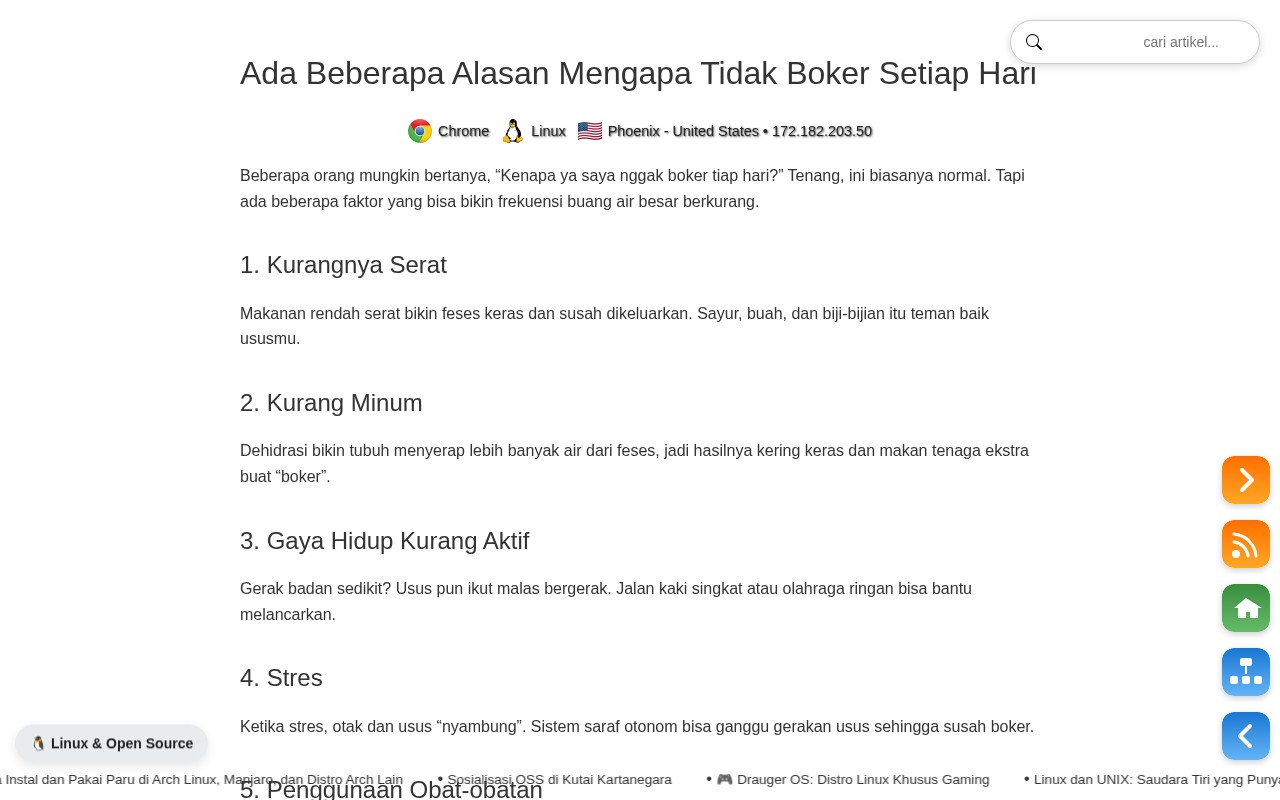 cari artikel...
Ada Beberapa Alasan Mengapa Tidak Boker Setiap Hari
Chrome Linux Phoenix - United States • 172.182.203.50
Beberapa orang mungkin bertanya, “Kenapa ya saya nggak boker tiap hari?” Tenang, ini biasanya normal. Tapi
ada beberapa faktor yang bisa bikin frekuensi buang air besar berkurang.
1. Kurangnya Serat
Makanan rendah serat bikin feses keras dan susah dikeluarkan. Sayur, buah, dan biji-bijian itu teman baik
ususmu.
2. Kurang Minum
Dehidrasi bikin tubuh menyerap lebih banyak air dari feses, jadi hasilnya kering keras dan makan tenaga ekstra
buat “boker”.
3. Gaya Hidup Kurang Aktif
Gerak badan sedikit? Usus pun ikut malas bergerak. Jalan kaki singkat atau olahraga ringan bisa bantu
melancarkan.
4. Stres
Ketika stres, otak dan usus “nyambung”. Sistem saraf otonom bisa ganggu gerakan usus sehingga susah boker.
🐧 Linux & Open Source
Instal dan Pakai Paru di Arch Linux, Manjaro, dan Distro Arch Lain • Sosialisasi OSS di Kutai Kartanegara • 🎮 Drauger OS: Distro Linux Khusus Gaming • Linux dan UNIX: Saudara Tiri yang Puny
5. Penggunaan Obat-obatan